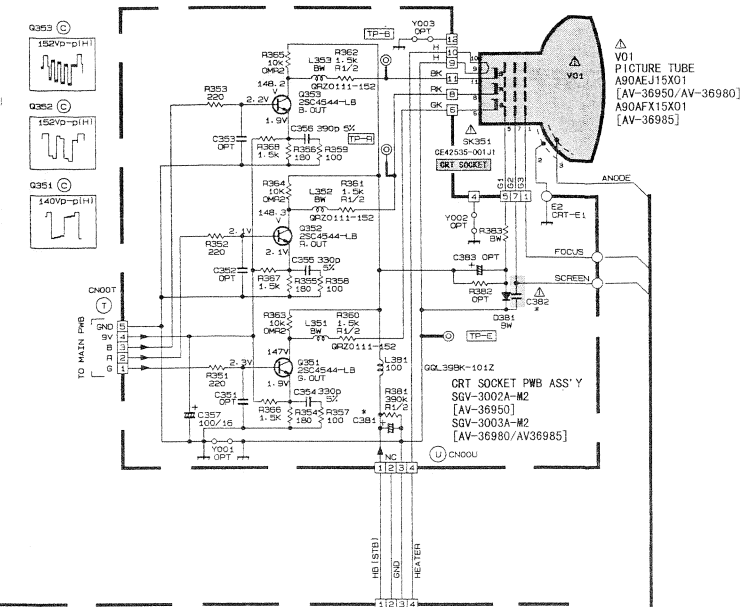 Q353 C
152Vp-p(H)
Q352 C
152Vp-p(H)
Q351 C
140Vp-p(H)
R365
10k
OMR2
L353
BW
R362
1.5k
R1/2
QRZ0111-152
TP-B
Y003
OPT
12
H
10
H
9
BK
11
RK
8
GK
6
V01
V01
PICTURE TUBE
A90AEJ15X01
[AV-36950/AV-36980]
A90AFX15X01
[AV-36985]
SK351
CE42535-001J1
CRT SOCKET
R353
220
2.2V
148.2
V
Q353
2SC4544-LB
B.OUT
1.9V
C353
OPT
R368
1.5k
C356 390p 5%
R356
180
R359
100
TP-R
R364
10K
OMR2
L352
BW
R361
1.5k
R1/2
QRZ0111-152
148.3
V
Q352
2SC4544-LB
R.OUT
R352
220
2.1V
2.1V
C352
OPT
R367
1.5k
C355 330p
5%
R355
180
R358
100
4
5
7
1
G1
G2
G3
Y002
OPT
R383
BW
E2
CRT-E1
ANODE
FOCUS
SCREEN
C383 OPT
R382
OPT
D381
BW
C382
*
CN00T
T
TO MAIN PWB
GND 5
9V 4
B 3
R 2
G 1
R363
10k
OMR2
L351
BW
R360
1.5k
R1/2
QRZ0111-152
TP-E
147V
Q351
2SC4544-LB
G.OUT
R351
220
2.3V
1.9V
C351
OPT
R366
1.5K
C354 330p
5%
R354
180
R357
100
L381
100
QQL39BK-101Z
R381
390k
R1/2
*
C381
C357
100/16
Y001
OPT
CRT SOCKET PWB ASS'Y
SGV-3002A-M2
[AV-36950]
SGV-3003A-M2
[AV-36980/AV36985]
NC
1 2 3 4
U CN00U
HB(STB)
GND
HEATER
1 2 3 4